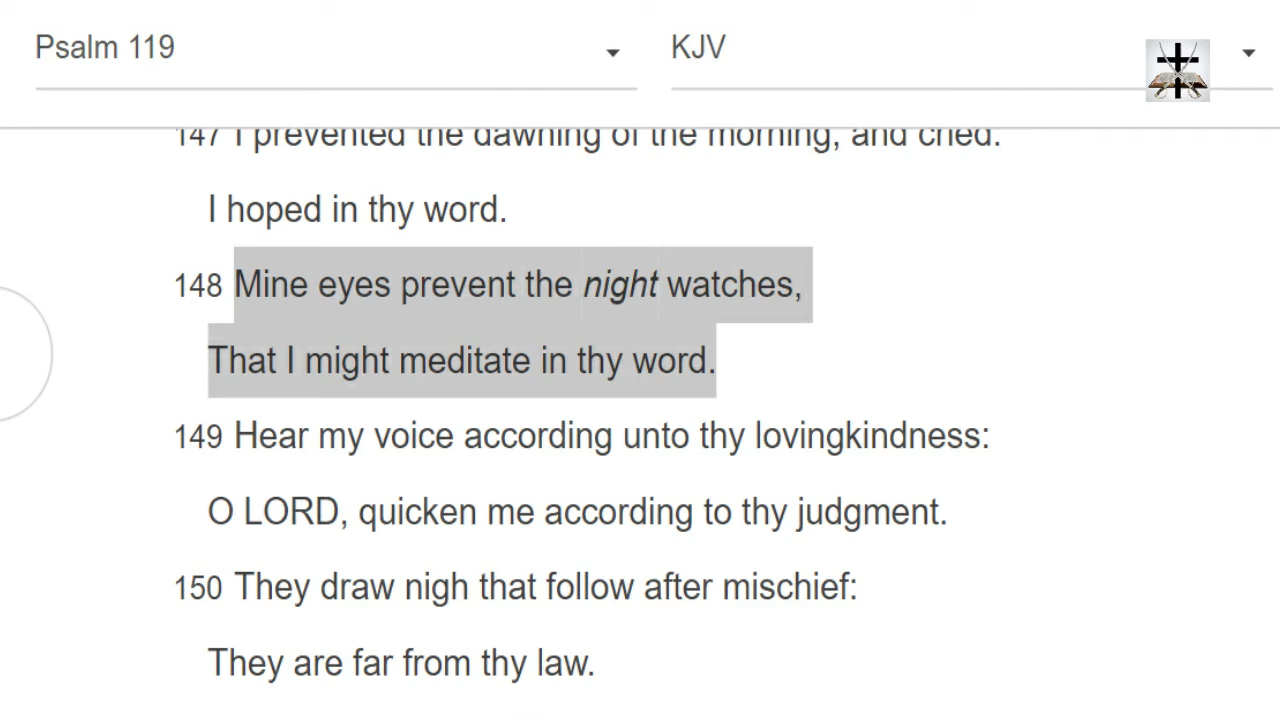 Psalm 119 KJV
147 I prevented the dawning of the morning, and cried.
I hoped in thy word.
148 Mine eyes prevent the night watches,
That I might meditate in thy word.
149 Hear my voice according unto thy lovingkindness:
O LORD, quicken me according to thy judgment.
150 They draw nigh that follow after mischief:
They are far from thy law.